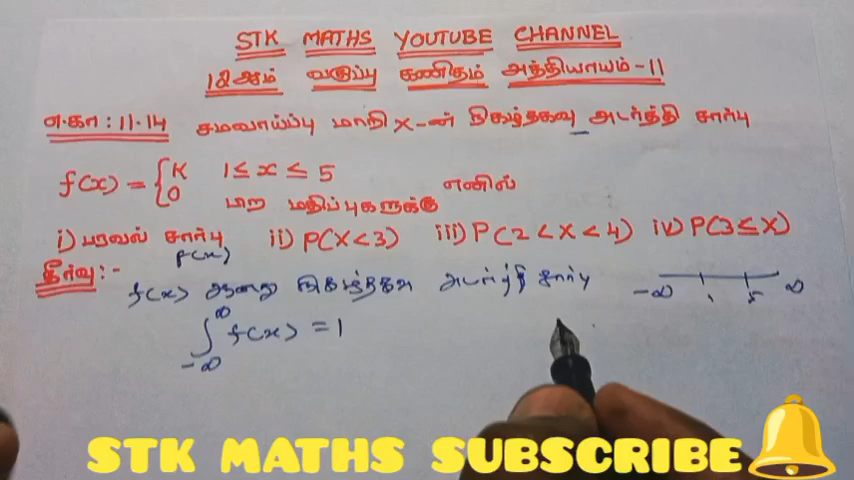 STK MATHS YOUTUBE CHANNEL
12ஆம் வகுப்பு கணிதம் அத்தியாயம் - 11
எ.கா : 11.14 சமவாய்ப்பு மாறி X-ன் நிகழ்தகவு அடர்த்தி சார்பு
f(x) = { K 1 ≤ x ≤ 5
0 மற மதிப்புகளுக்கு எனில்
i) பரவல் சார்பு ii) P(X < 3) iii) P(2 < X < 4) iv) P(3 ≤ X)
F(x)
தீர்வு :-
f(x) ஆனது நிகழ்தகவு அடர்த்தி சார்பு
-∞ 1 5 ∞
∫_{-∞}^{∞} f(x) = 1
STK MATHS SUBSCRIBE